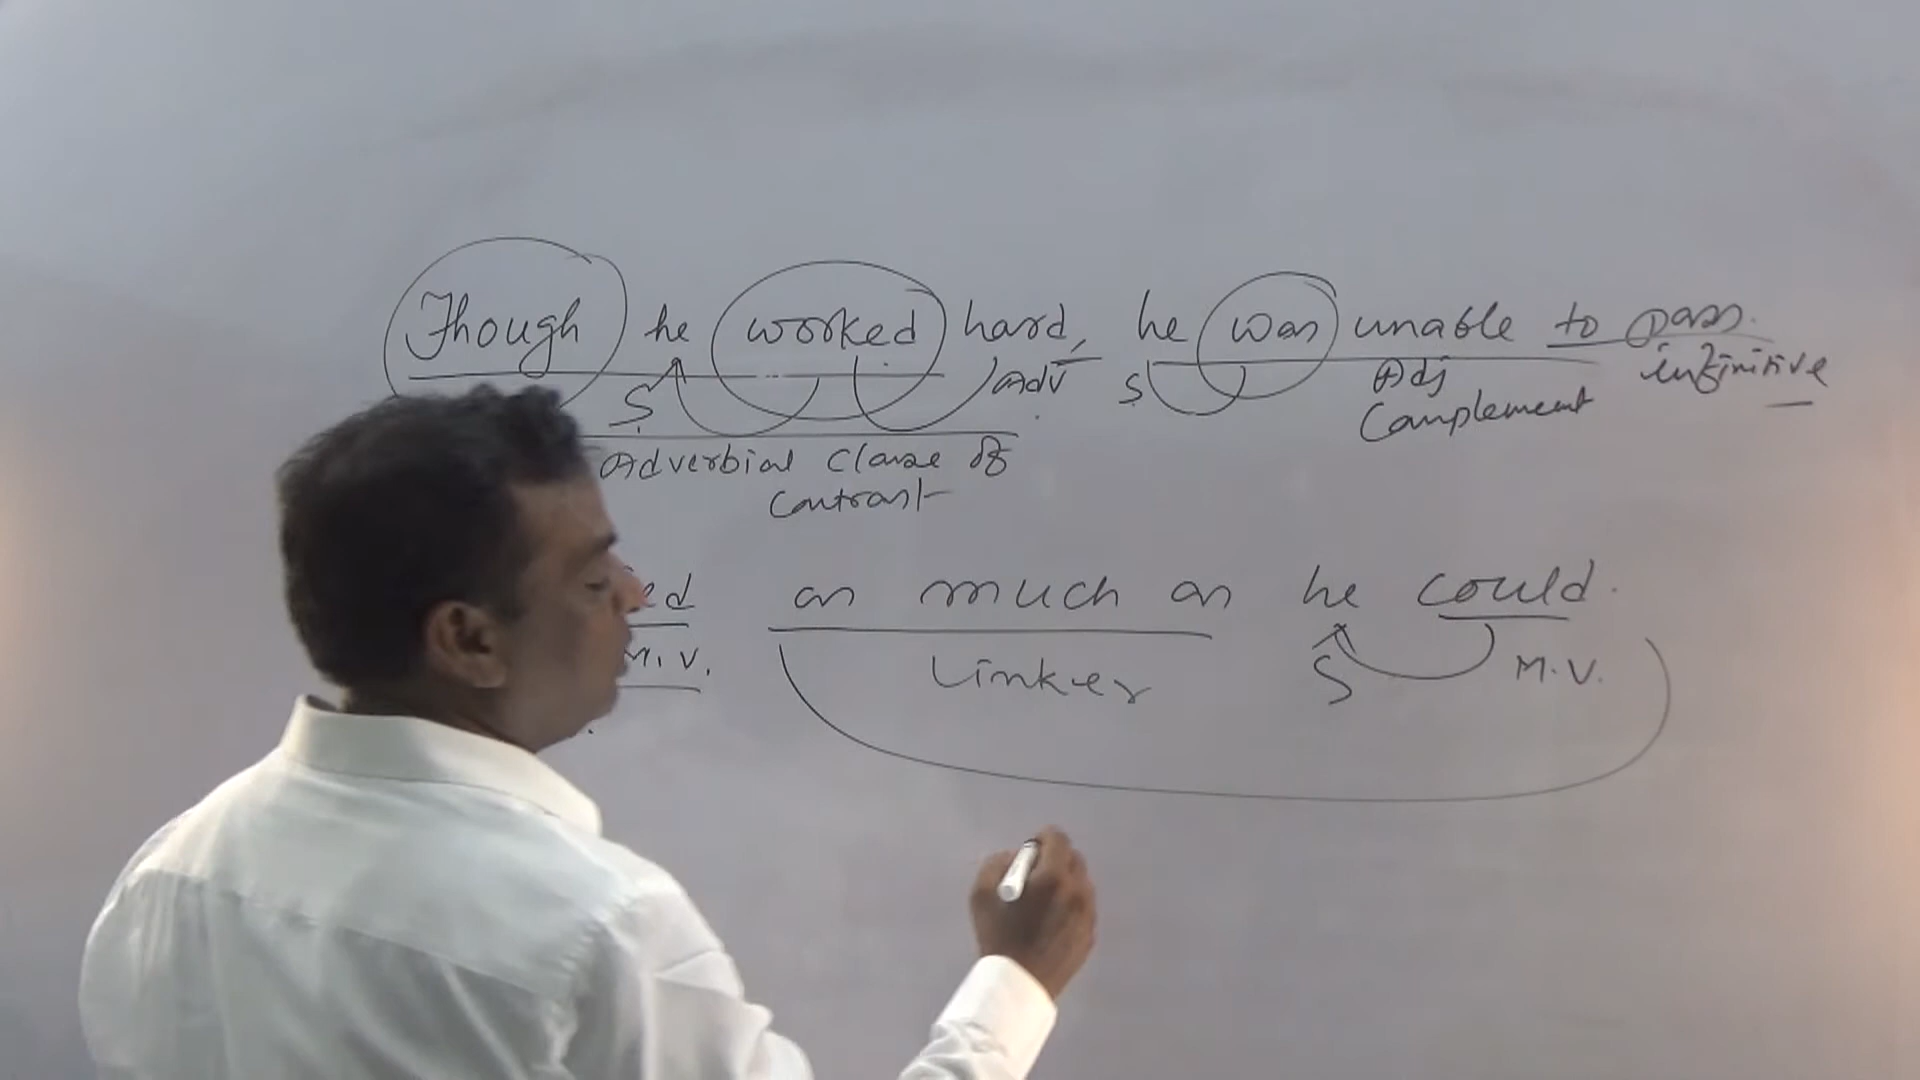 Though he worked hard, he was unable to pass.
S Adv S Adj infinitive
Complement
Adverbial Clause of
Contrast
as much as he could.
M.V. Linker S M.V.